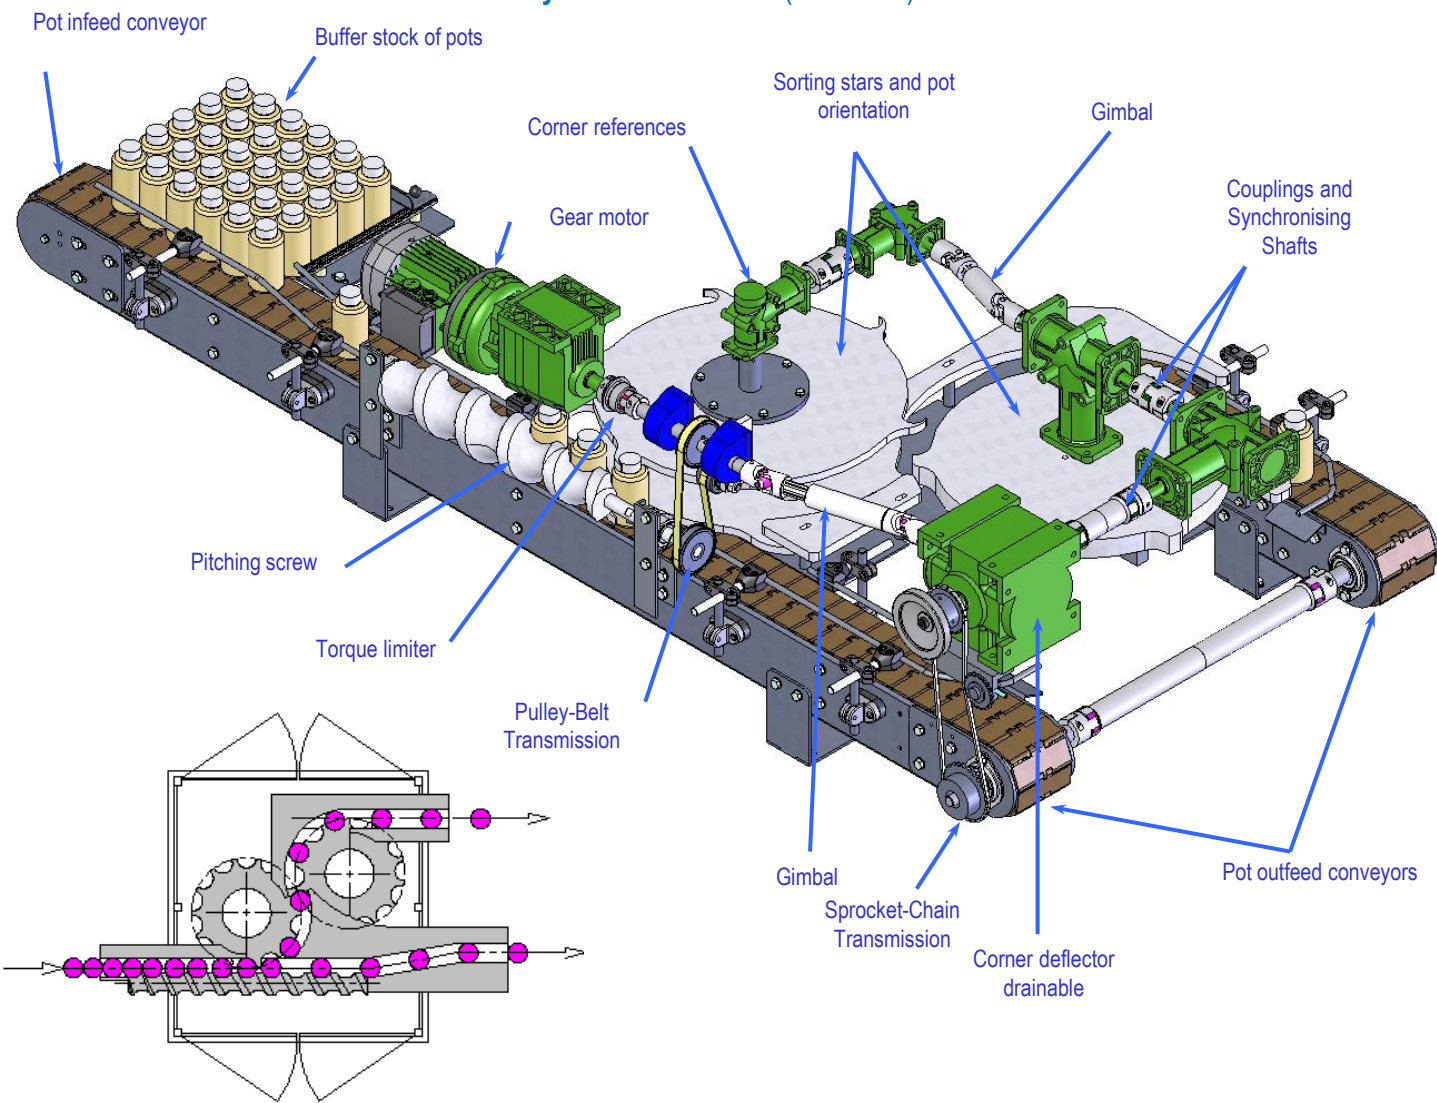 Pot infeed conveyor
Buffer stock of pots
Corner references
Sorting stars and pot
orientation
Gimbal
Gear motor
Couplings and
Synchronising
Shafts
Pitching screw
Torque limiter
Pulley-Belt
Transmission
Gimbal
Sprocket-Chain
Transmission
Corner deflector
drainable
Pot outfeed conveyors